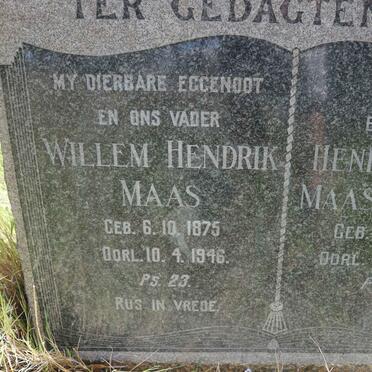 TER GEDAGTEN
MY DIERBARE EGGENOOT
EN ONS VADER
WILLEM HENDRIK
MAAS
GEB. 6.10.1875
OORL. 10.4.1946.
PS. 23.
RUS IN VREDE.
HEN
MAAS
GEB.
OORL.